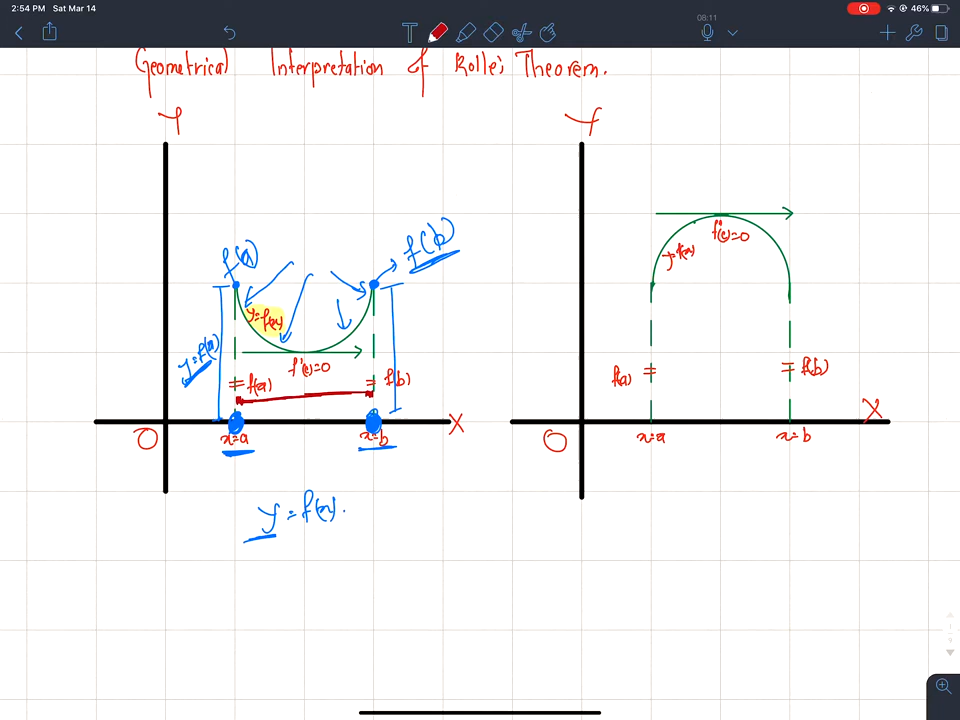 2:54 PM Sat Mar 14
46%
08:11
Geometrical Interpretation of Rolle's Theorem.
Y
f(a)
f(b)
y=f(x)
y=f(a)
f'(c)=0
= f(a)
= f(b)
O
x=a
x=b
X
y = f(x).
Y
f'(c)=0
y=f(x)
f(a) =
= f(b)
O
x=a
x=b
X